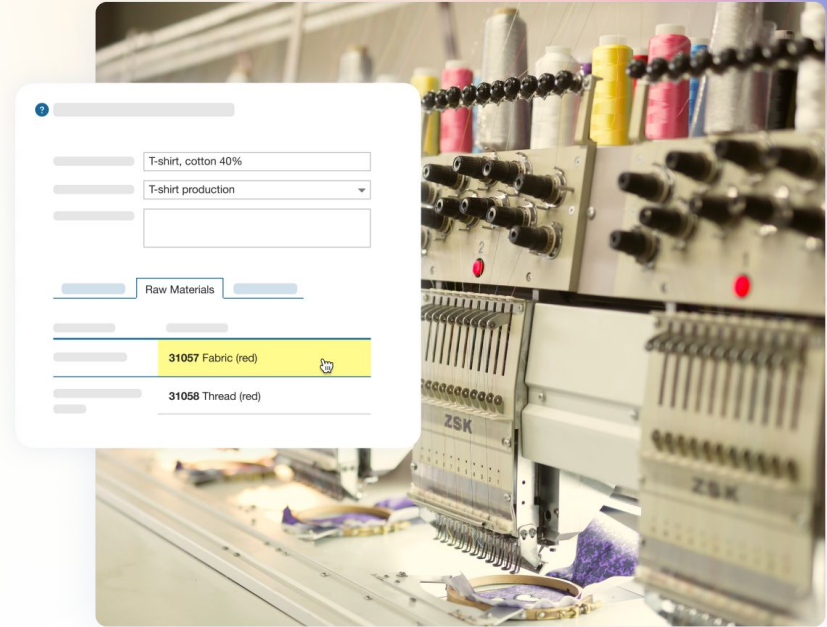 ?
T-shirt, cotton 40%
T-shirt production
Raw Materials
31057 Fabric (red)
31058 Thread (red)
2
1
ZSK
ZSK